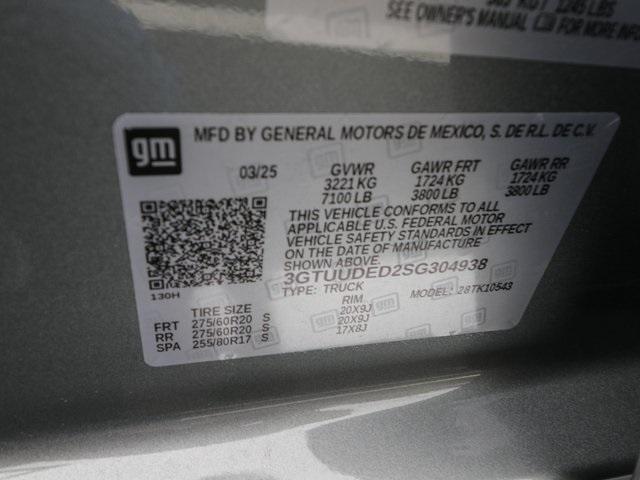 SEE OWNER'S MANUAL FOR MORE INFO
gm
MFD BY GENERAL MOTORS DE MEXICO, S. DE R.L. DE C.V.
03/25 GVWR GAWR FRT GAWR RR
3221 KG 1724 KG 1724 KG
7100 LB 3800 LB 3800 LB
THIS VEHICLE CONFORMS TO ALL
APPLICABLE U.S. FEDERAL MOTOR
VEHICLE SAFETY STANDARDS IN EFFECT
ON THE DATE OF MANUFACTURE
SHOWN ABOVE.
3GTUUDED2SG304938
130H
TYPE: TRUCK MODEL: 28TK10543
TIRE SIZE RIM
FRT 275/60R20 S 20X9J
RR 275/60R20 S 20X9J
SPA 255/80R17 S 17X8J